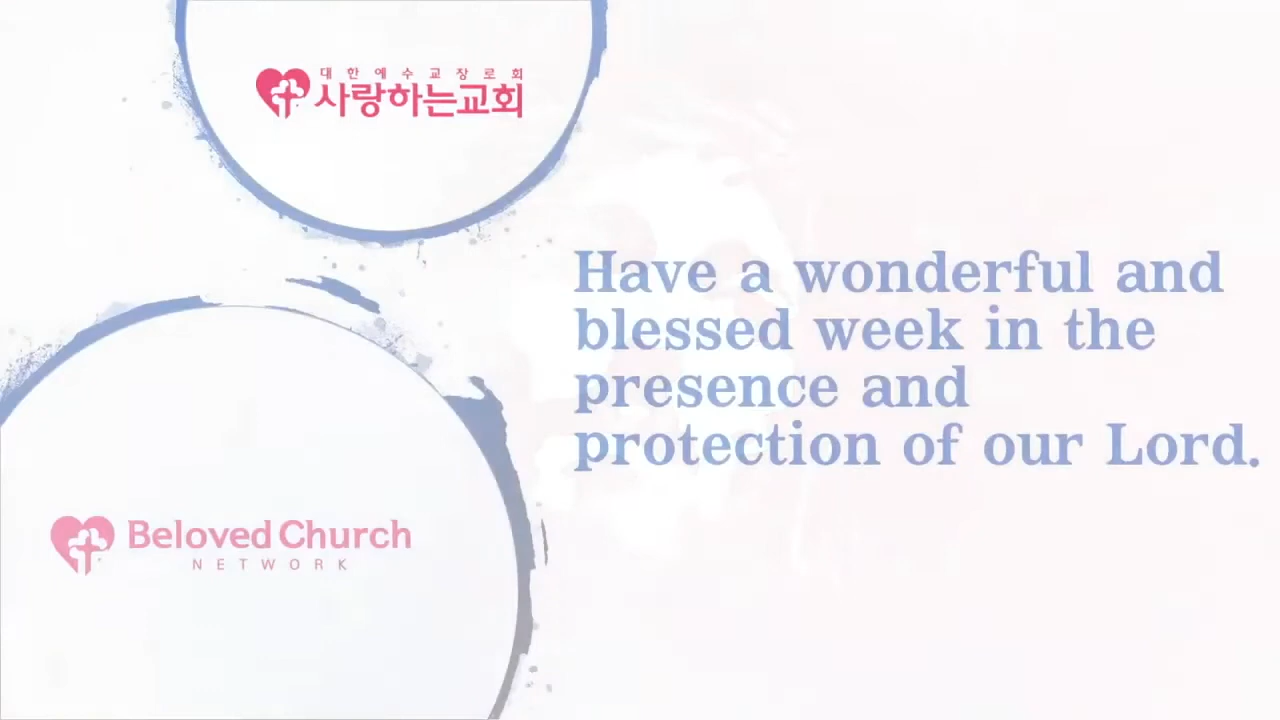 대한예수교장로회
사랑하는교회
Have a wonderful and
blessed week in the
presence and
protection of our Lord.
Beloved Church
NETWORK